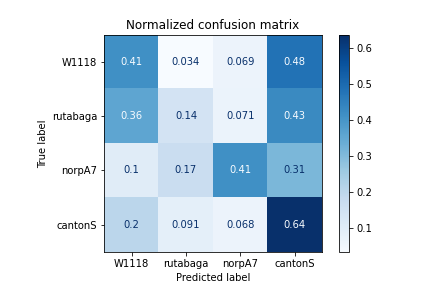 Normalized confusion matrix
W1118 0.41 0.034 0.069 0.48
rutabaga 0.36 0.14 0.071 0.43
norpA7 0.1 0.17 0.41 0.31
cantonS 0.2 0.091 0.068 0.64
W1118 rutabaga norpA7 cantonS
Predicted label
True label
0.6
0.5
0.4
0.3
0.2
0.1